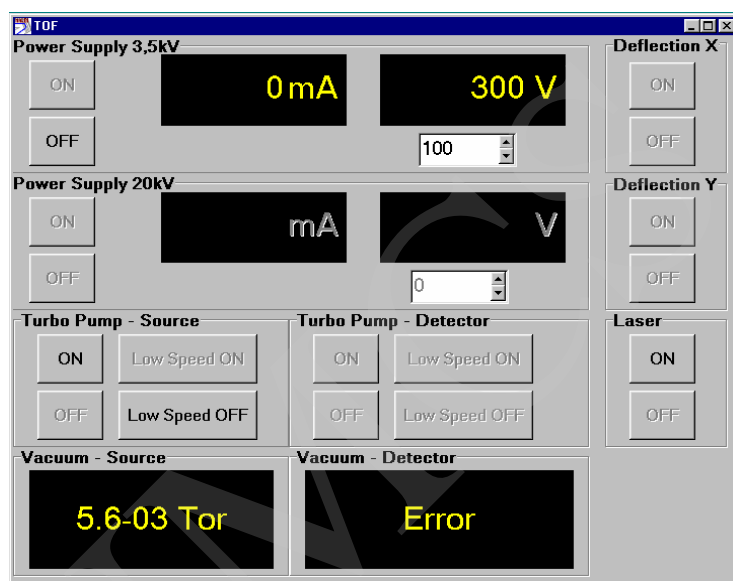 TOF
Power Supply 3,5kV
Deflection X
ON
0 mA
300 V
ON
OFF
100
OFF
Power Supply 20kV
Deflection Y
ON
mA
V
ON
OFF
0
OFF
Turbo Pump - Source
Turbo Pump - Detector
Laser
ON
Low Speed ON
ON
Low Speed ON
ON
OFF
Low Speed OFF
OFF
Low Speed OFF
OFF
Vacuum - Source
Vacuum - Detector
5.6-03 Tor
Error